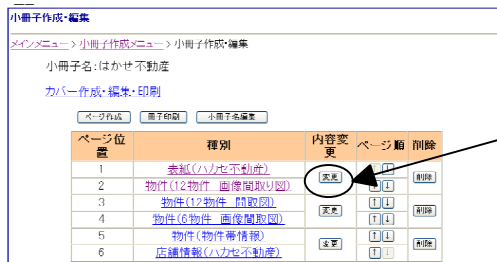 小冊子作成・編集
メインメニュー > 小冊子作成メニュー > 小冊子作成・編集
小冊子名:はかせ不動産
カバー作成・編集・印刷
ページ作成 冊子印刷 小冊子名編集
ページ位置 種別 内容変更 ページ順 削除
1 表紙(ハカセ不動産) ↑ ↓
変更 削除
2 物件(12物件 画像間取り図) ↑ ↓
3 物件(12物件 間取図) ↑ ↓
変更 削除
4 物件(6物件 画像間取図) ↑ ↓
5 物件(物件帯情報) ↑ ↓
変更 削除
6 店舗情報(ハカセ不動産) ↑ ↓